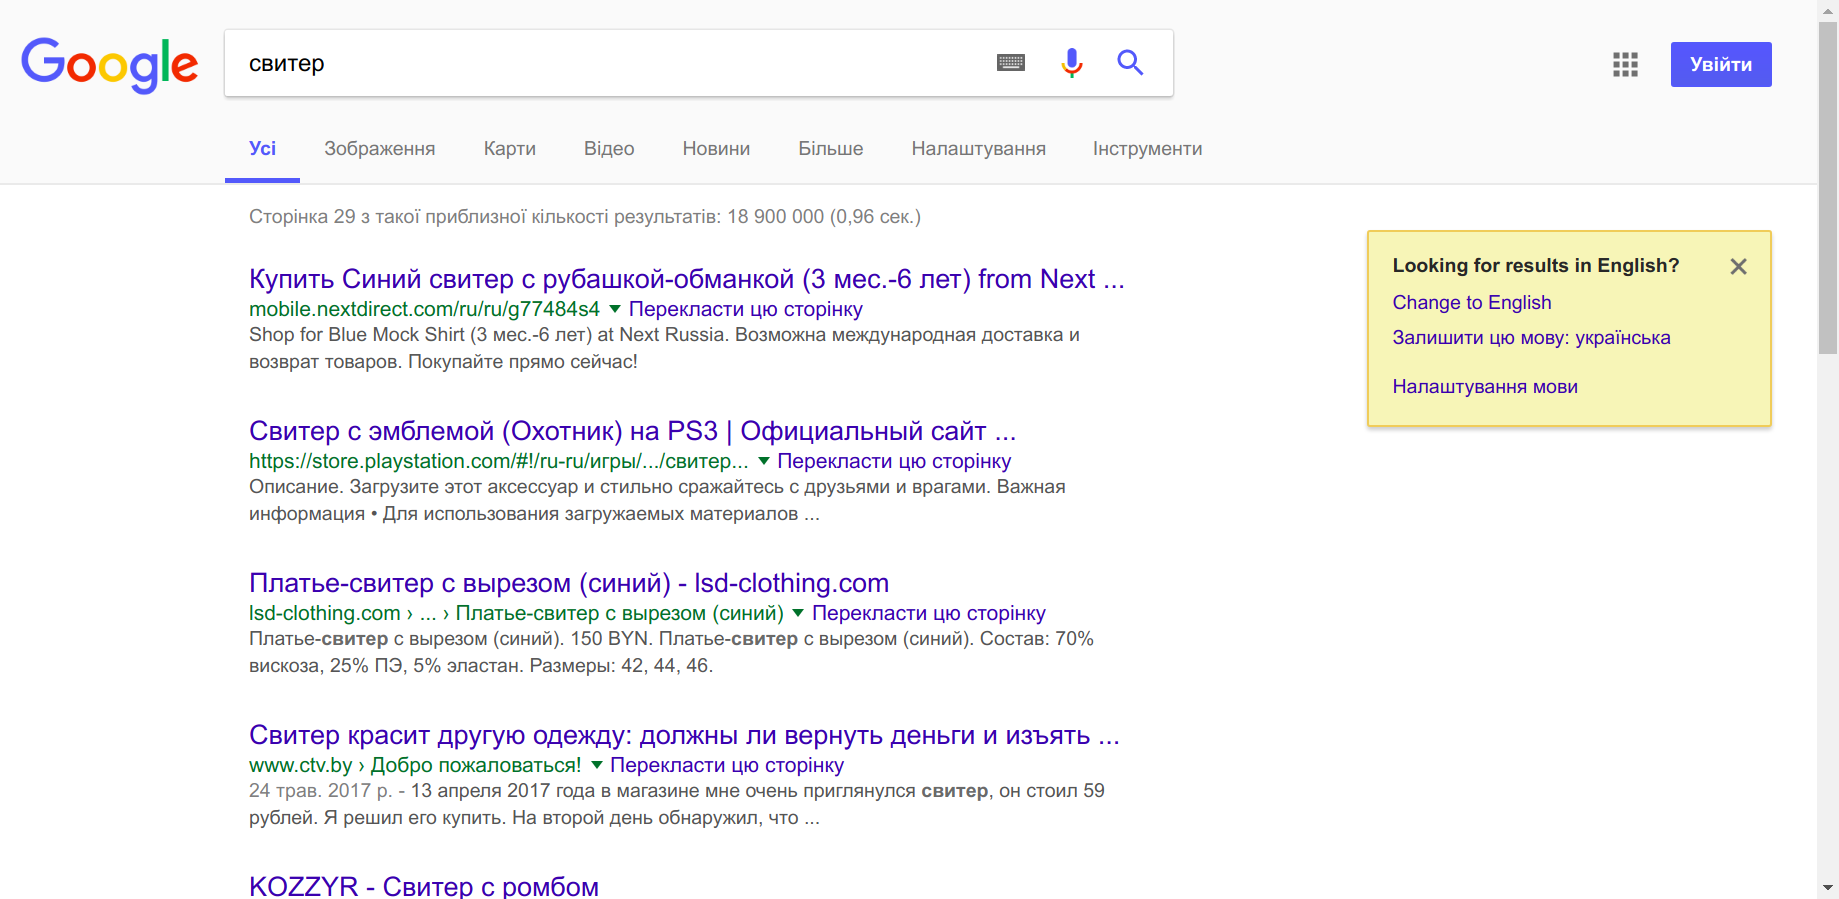 Google
свитер
Увійти
Усі Зображення Карти Відео Новини Більше Налаштування Інструменти
Сторінка 29 з такої приблизної кількості результатів: 18 900 000 (0,96 сек.)
Looking for results in English?
Change to English
Залишити цю мову: українська
Налаштування мови
Купить Синий свитер с рубашкой-обманкой (3 мес.-6 лет) from Next ...
mobile.nextdirect.com/ru/ru/g77484s4 Перекласти цю сторінку
Shop for Blue Mock Shirt (3 мес.-6 лет) at Next Russia. Возможна международная доставка и
возврат товаров. Покупайте прямо сейчас!
Свитер с эмблемой (Охотник) на PS3 | Официальный сайт ...
https://store.playstation.com/#!/ru-ru/игры/.../свитер... Перекласти цю сторінку
Описание. Загрузите этот аксессуар и стильно сражайтесь с друзьями и врагами. Важная
информация • Для использования загружаемых материалов ...
Платье-свитер с вырезом (синий) - lsd-clothing.com
lsd-clothing.com › ... › Платье-свитер с вырезом (синий) Перекласти цю сторінку
Платье-свитер с вырезом (синий). 150 BYN. Платье-свитер с вырезом (синий). Состав: 70%
вискоза, 25% ПЭ, 5% эластан. Размеры: 42, 44, 46.
Свитер красит другую одежду: должны ли вернуть деньги и изъять ...
www.ctv.by › Добро пожаловаться! Перекласти цю сторінку
24 трав. 2017 р. - 13 апреля 2017 года в магазине мне очень приглянулся свитер, он стоил 59
рублей. Я решил его купить. На второй день обнаружил, что ...
KOZZYR - Свитер с ромбом